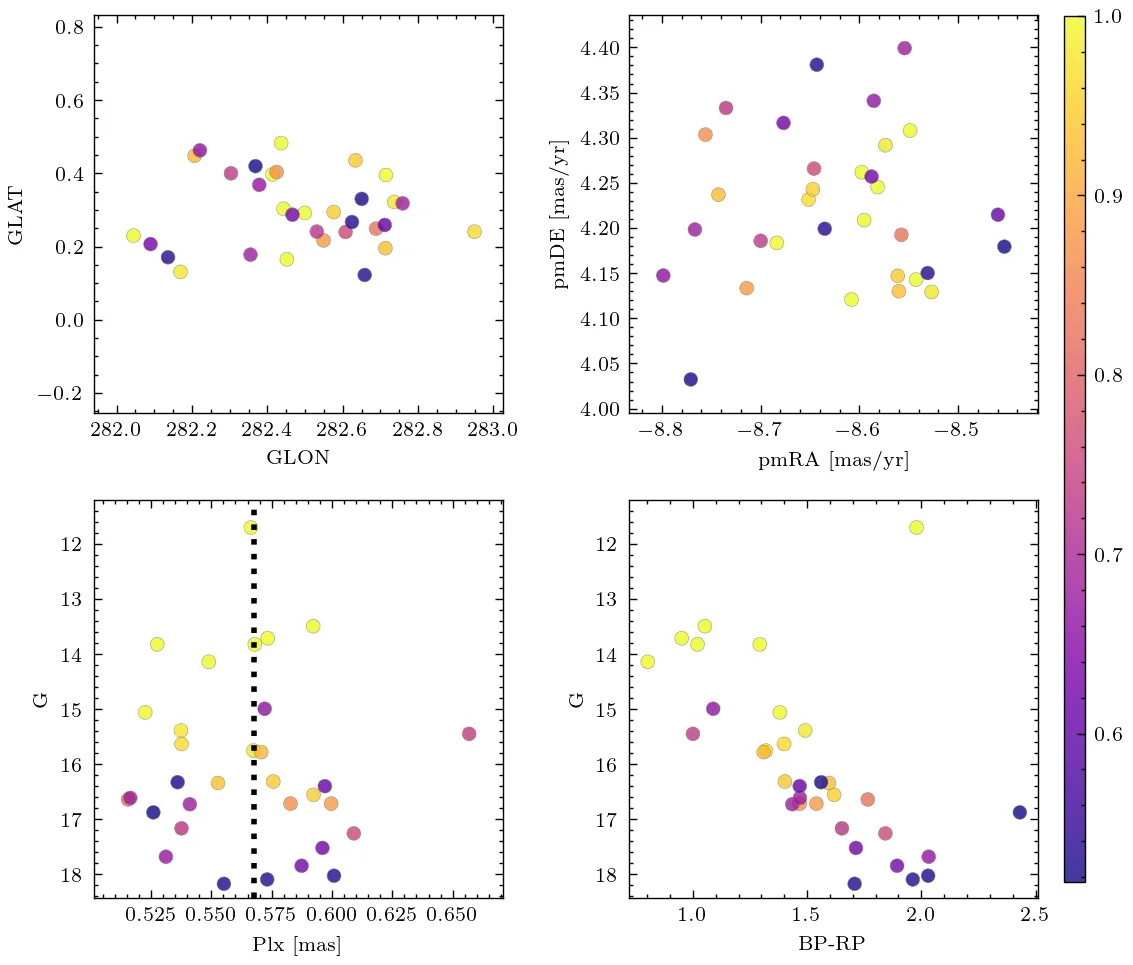 0.8
0.6
0.4
0.2
0.0
−0.2
GLAT
282.0 282.2 282.4 282.6 282.8 283.0
GLON
4.40
4.35
4.30
4.25
4.20
4.15
4.10
4.05
4.00
pmDE [mas/yr]
−8.8 −8.7 −8.6 −8.5
pmRA [mas/yr]
1.0
0.9
0.8
0.7
0.6
12
13
14
15
16
17
18
G
0.525 0.550 0.575 0.600 0.625 0.650
Plx [mas]
12
13
14
15
16
17
18
G
1.0 1.5 2.0 2.5
BP-RP